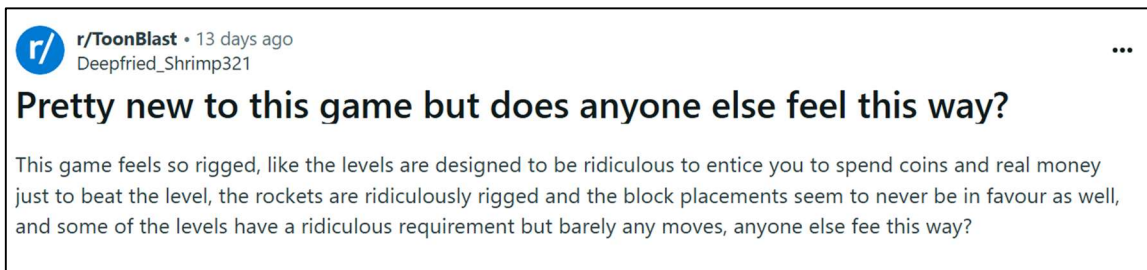 r/
r/ToonBlast • 13 days ago
Deepfried_Shrimp321
•••
Pretty new to this game but does anyone else feel this way?
This game feels so rigged, like the levels are designed to be ridiculous to entice you to spend coins and real money
just to beat the level, the rockets are ridiculously rigged and the block placements seem to never be in favour as well,
and some of the levels have a ridiculous requirement but barely any moves, anyone else fee this way?